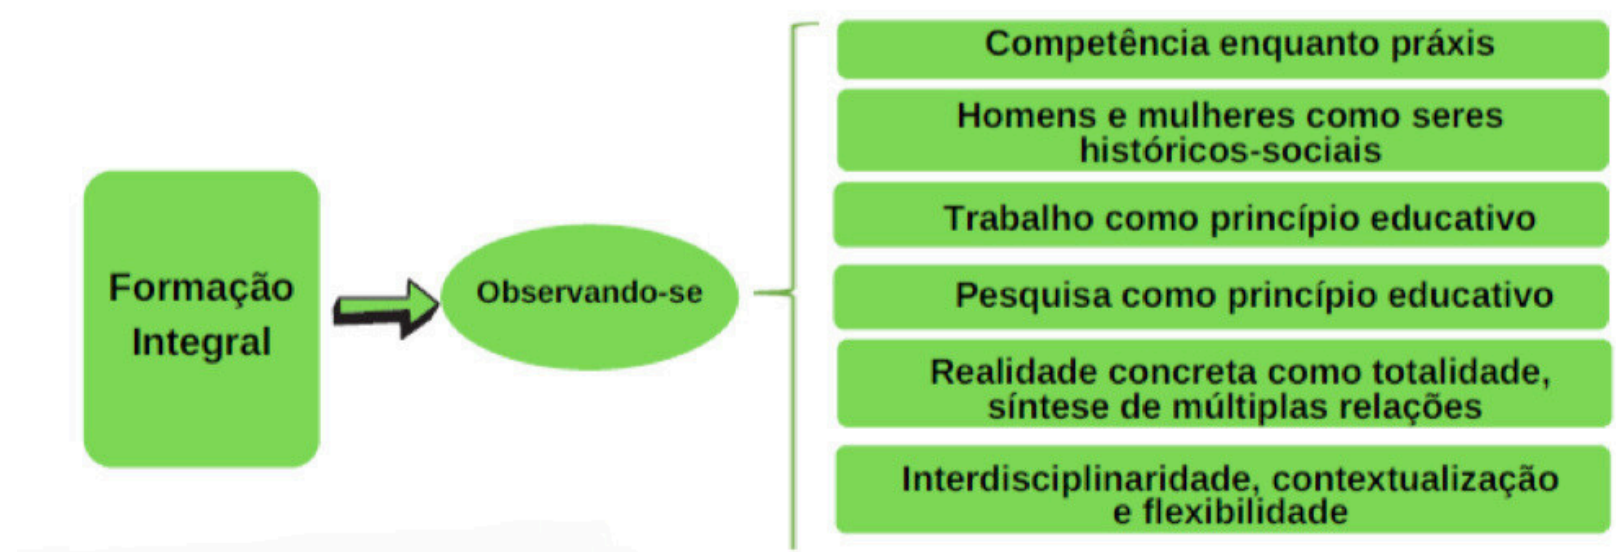 Formação
Integral
Observando-se
Competência enquanto práxis
Homens e mulheres como seres
históricos-sociais
Trabalho como princípio educativo
Pesquisa como princípio educativo
Realidade concreta como totalidade,
síntese de múltiplas relações
Interdisciplinaridade, contextualização
e flexibilidade